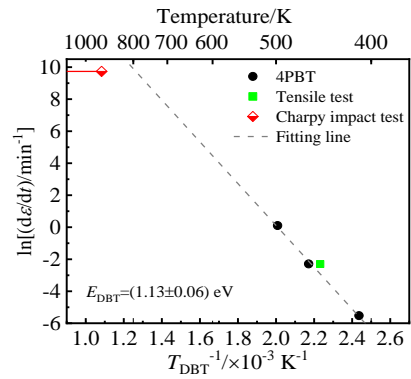 Temperature/K
1000 900 800 700 600 500 400
10
8
6
4
2
0
-2
-4
-6
ln[(dε/dt)/min⁻¹]
4PBT
Tensile test
Charpy impact test
Fitting line
E_DBT=(1.13±0.06) eV
1.0 1.2 1.4 1.6 1.8 2.0 2.2 2.4 2.6
T_DBT⁻¹/×10⁻³ K⁻¹